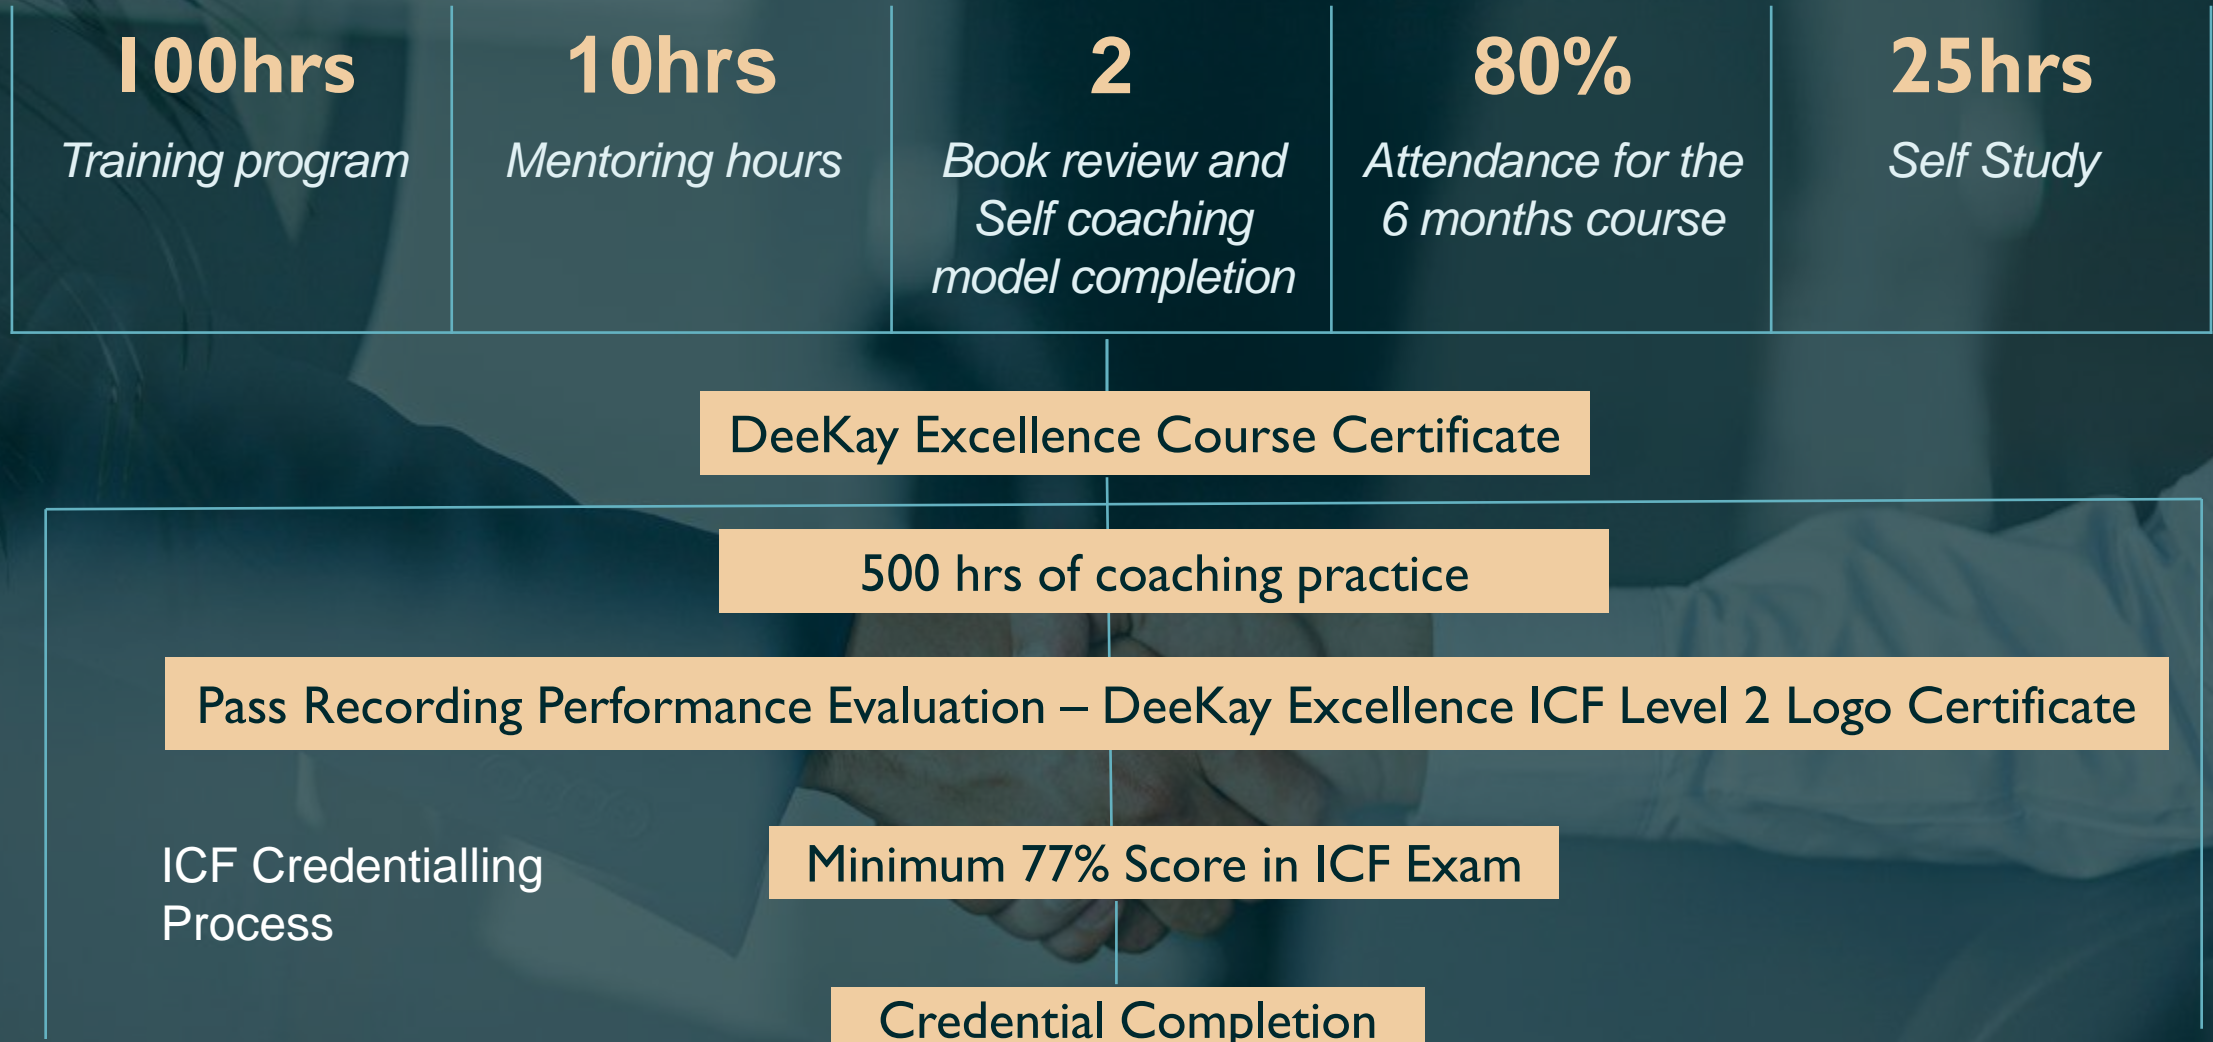 100hrs
Training program
10hrs
Mentoring hours
2
Book review and
Self coaching
model completion
80%
Attendance for the
6 months course
25hrs
Self Study
DeeKay Excellence Course Certificate
500 hrs of coaching practice
Pass Recording Performance Evaluation – DeeKay Excellence ICF Level 2 Logo Certificate
ICF Credentialling
Process
Minimum 77% Score in ICF Exam
Credential Completion